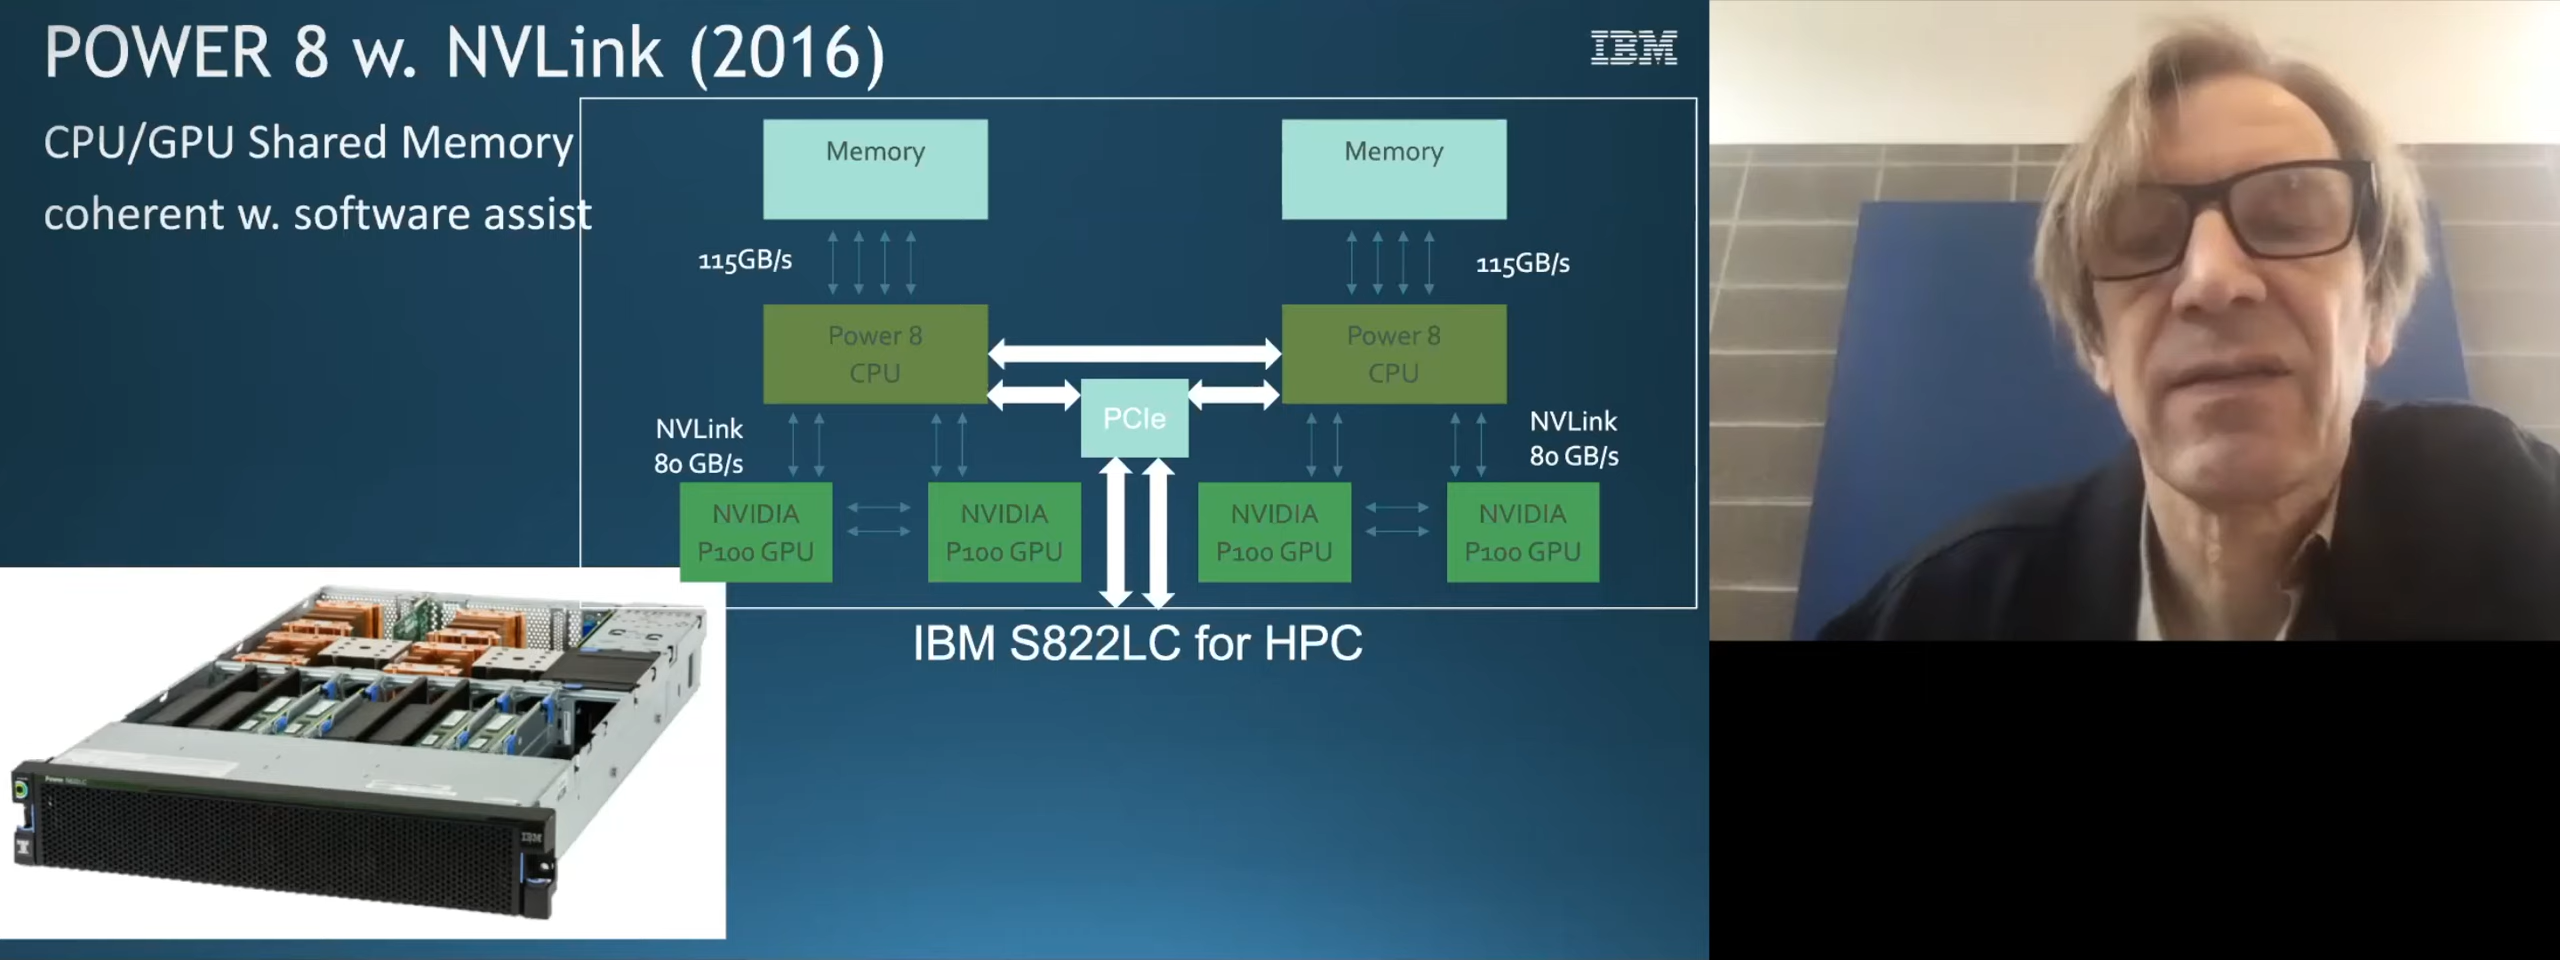 POWER 8 w. NVLink (2016)
IBM
CPU/GPU Shared Memory
coherent w. software assist
Memory
Memory
115GB/s
115GB/s
Power 8
CPU
Power 8
CPU
PCIe
NVLink
80 GB/s
NVLink
80 GB/s
NVIDIA
P100 GPU
NVIDIA
P100 GPU
NVIDIA
P100 GPU
NVIDIA
P100 GPU
IBM S822LC for HPC
IBM